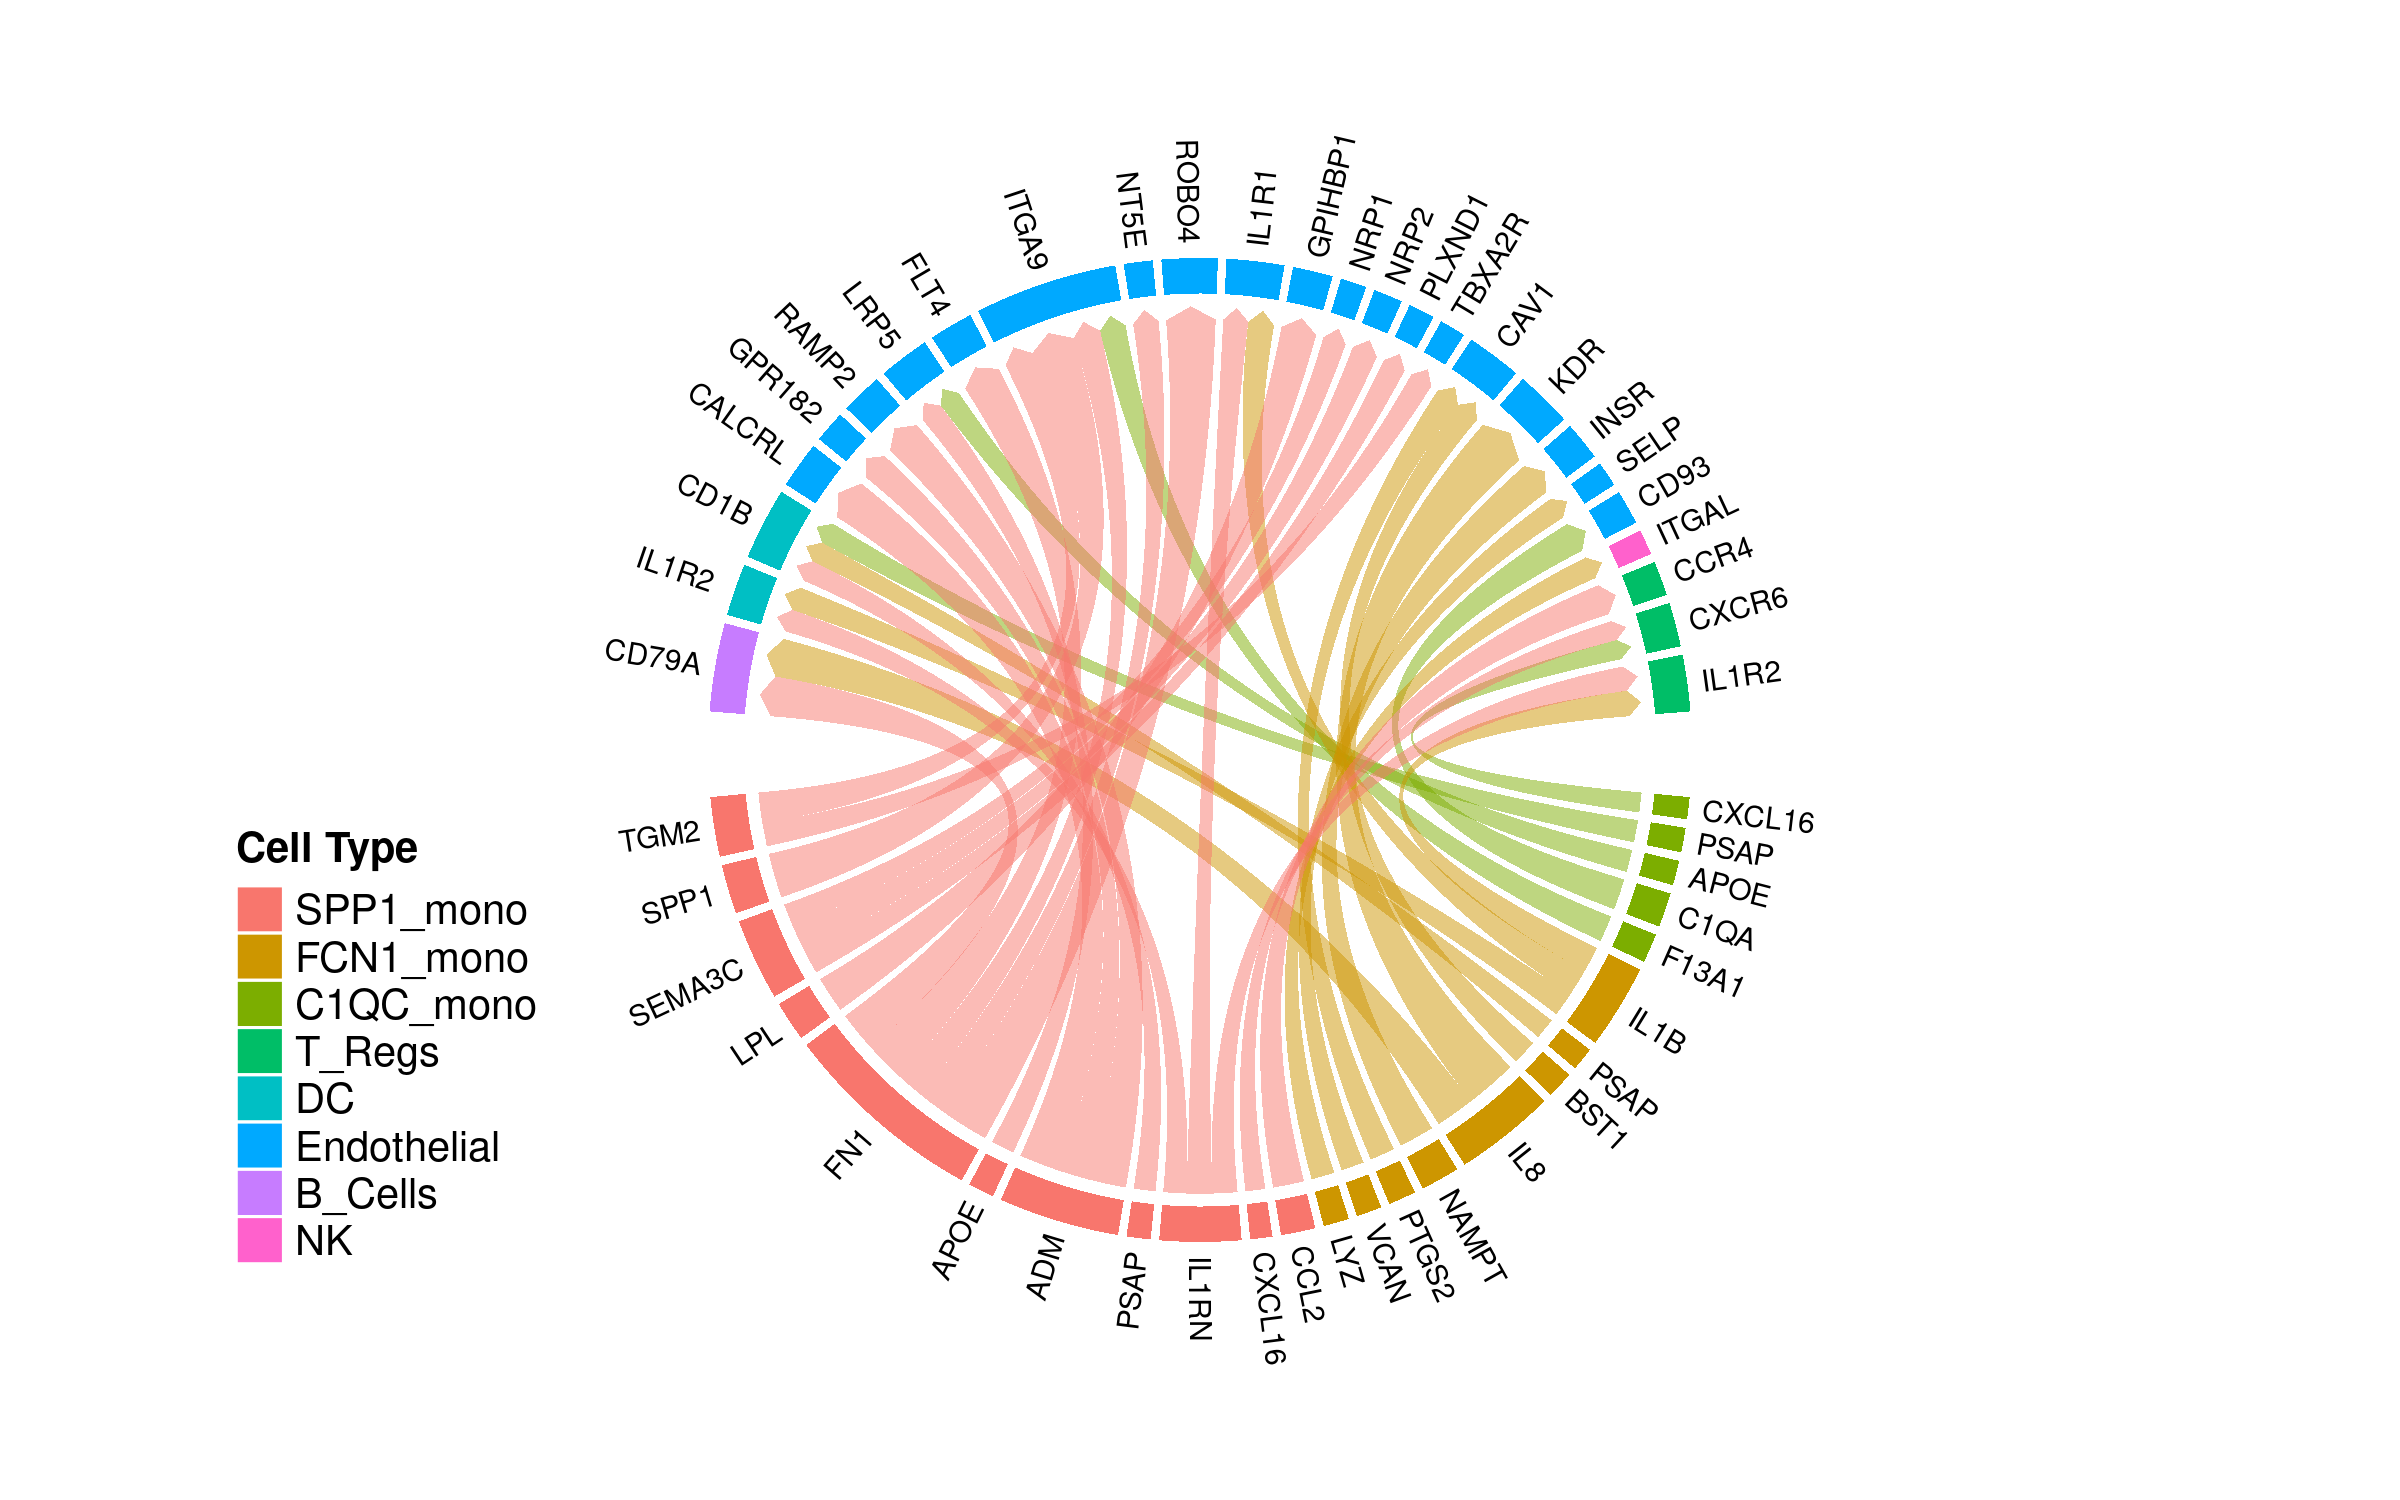 ROBO4
IL1R1
GPIHBP1
NRP1
NRP2
PLXND1
TBXA2R
CAV1
KDR
INSR
SELP
CD93
ITGAL
CCR4
CXCR6
IL1R2
CXCL16
PSAP
APOE
C1QA
F13A1
IL1B
PSAP
BST1
IL8
NAMPT
PTGS2
VCAN
LYZ
CCL2
CXCL16
IL1RN
PSAP
ADM
APOE
FN1
LPL
SEMA3C
SPP1
TGM2
CD79A
IL1R2
CD1B
CALCRL
GPR182
RAMP2
LRP5
FLT4
ITGA9
NT5E
Cell Type
SPP1_mono
FCN1_mono
C1QC_mono
T_Regs
DC
Endothelial
B_Cells
NK